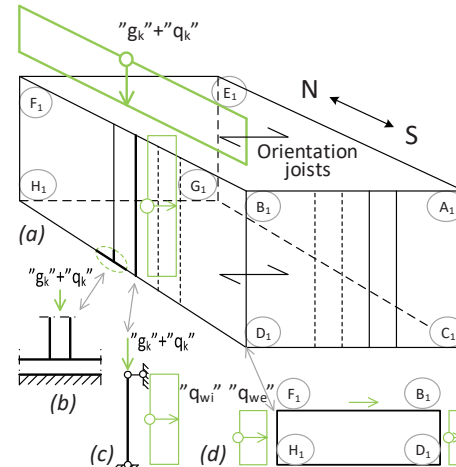 "gk"+"qk"
F1
E1
N
S
Orientation
joists
H1
G1
B1
A1
(a)
"gk"+"qk"
D1
C1
"gk"+"qk"
"qwi"
"qwe"
F1
B1
(b)
(c)
(d)
H1
D1